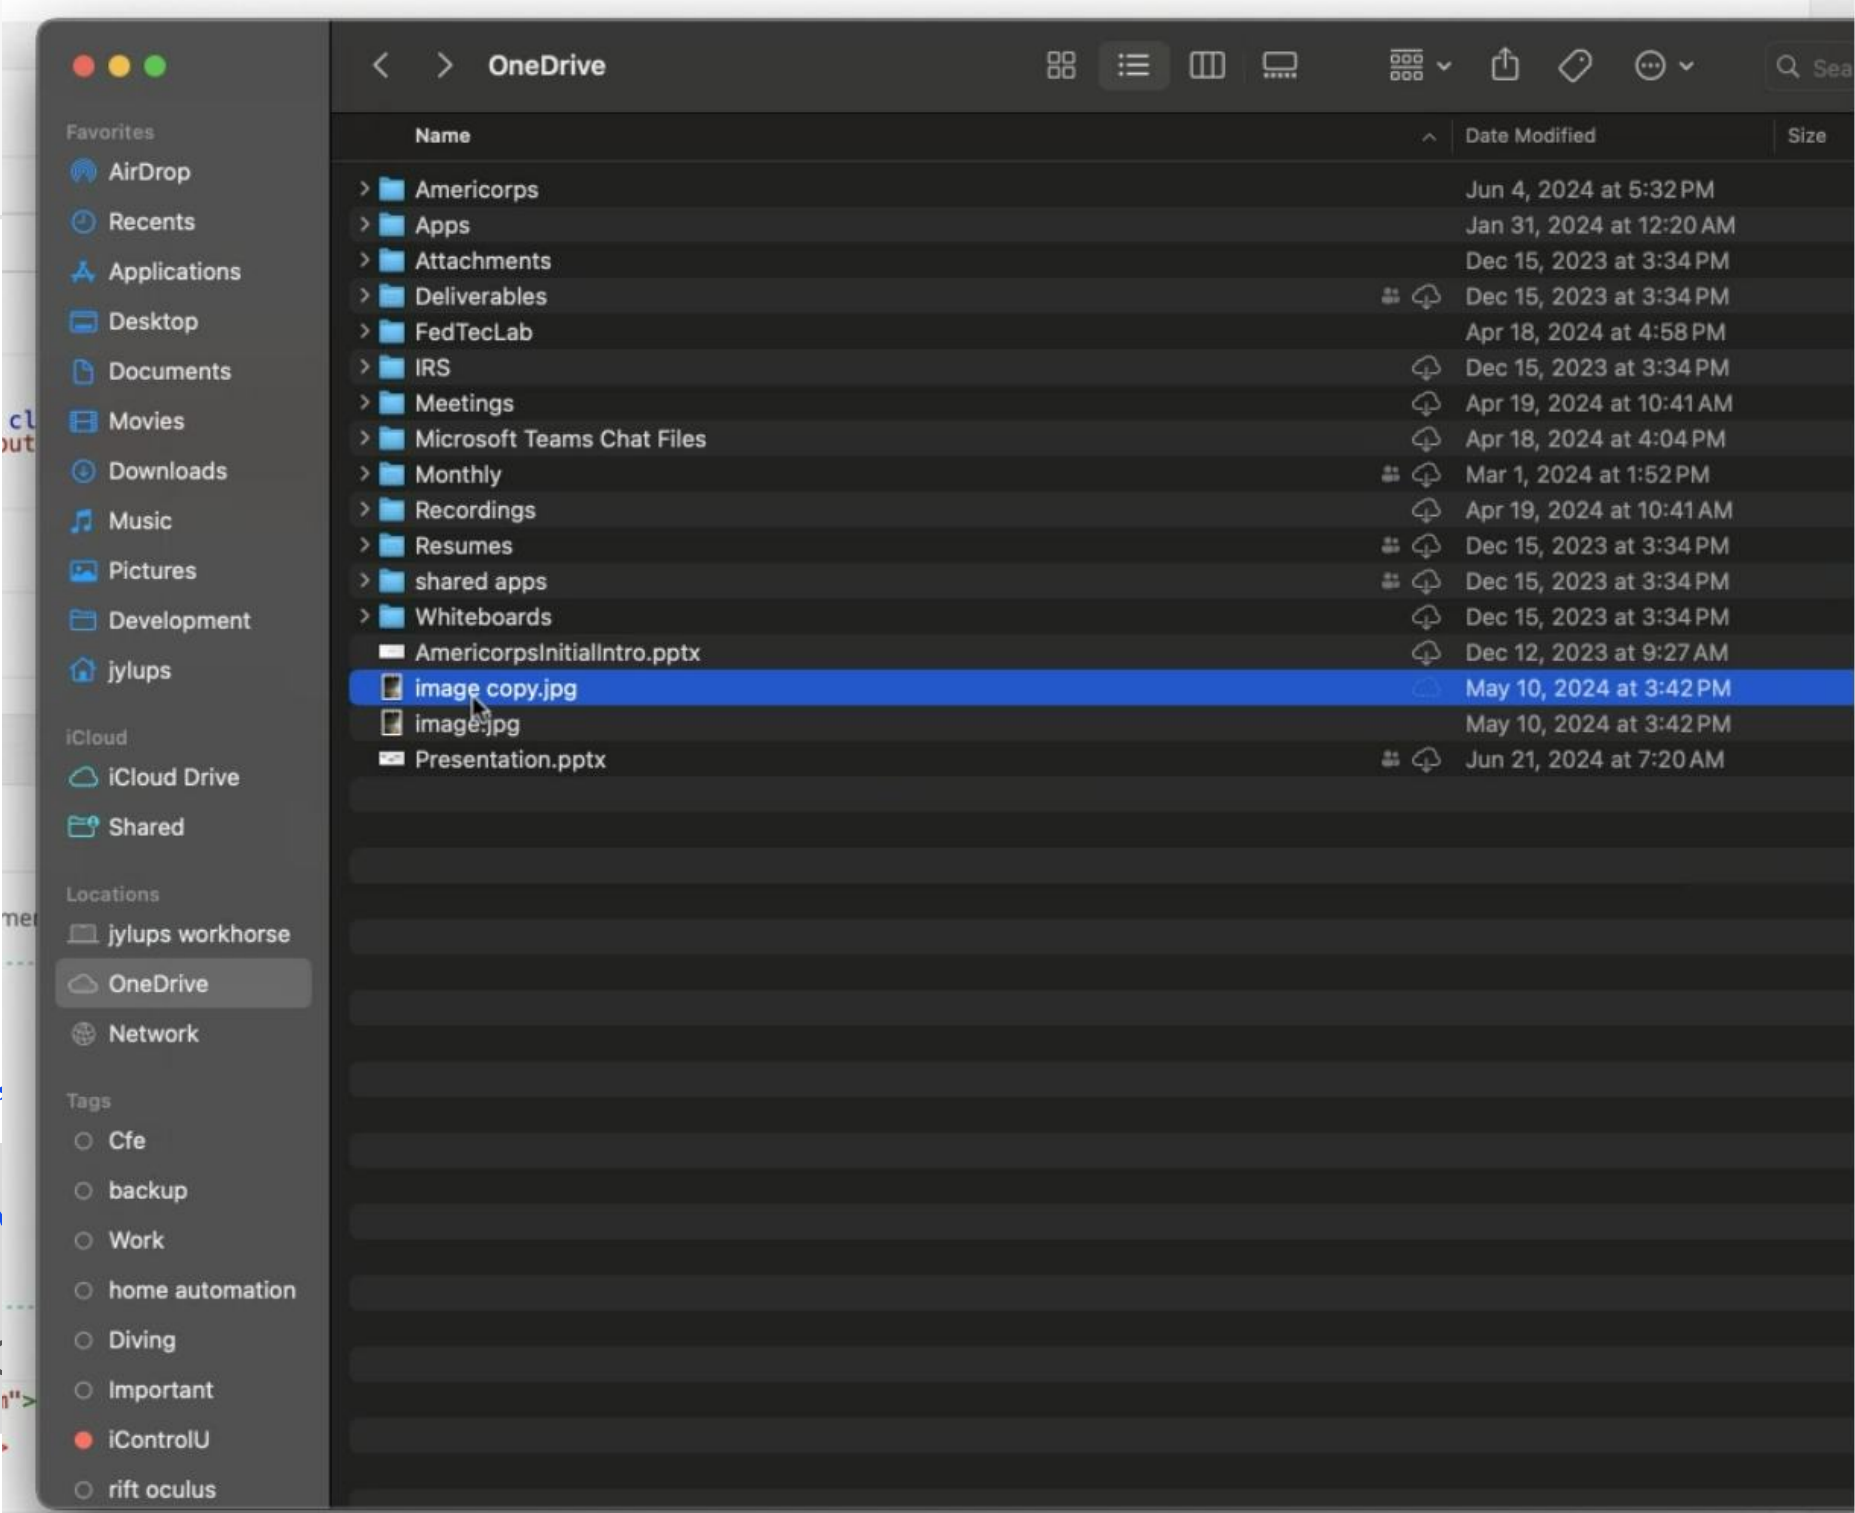 OneDrive
Sea
Favorites
AirDrop
Recents
Applications
Desktop
Documents
Movies
Downloads
Music
Pictures
Development
jylups
iCloud
iCloud Drive
Shared
Locations
jylups workhorse
OneDrive
Network
Tags
Cfe
backup
Work
home automation
Diving
Important
iControlU
rift oculus
Name Date Modified Size
Americorps Jun 4, 2024 at 5:32 PM
Apps Jan 31, 2024 at 12:20 AM
Attachments Dec 15, 2023 at 3:34 PM
Deliverables Dec 15, 2023 at 3:34 PM
FedTecLab Apr 18, 2024 at 4:58 PM
IRS Dec 15, 2023 at 3:34 PM
Meetings Apr 19, 2024 at 10:41 AM
Microsoft Teams Chat Files Apr 18, 2024 at 4:04 PM
Monthly Mar 1, 2024 at 1:52 PM
Recordings Apr 19, 2024 at 10:41 AM
Resumes Dec 15, 2023 at 3:34 PM
shared apps Dec 15, 2023 at 3:34 PM
Whiteboards Dec 15, 2023 at 3:34 PM
AmericorpsInitialIntro.pptx Dec 12, 2023 at 9:27 AM
image copy.jpg May 10, 2024 at 3:42 PM
image.jpg May 10, 2024 at 3:42 PM
Presentation.pptx Jun 21, 2024 at 7:20 AM